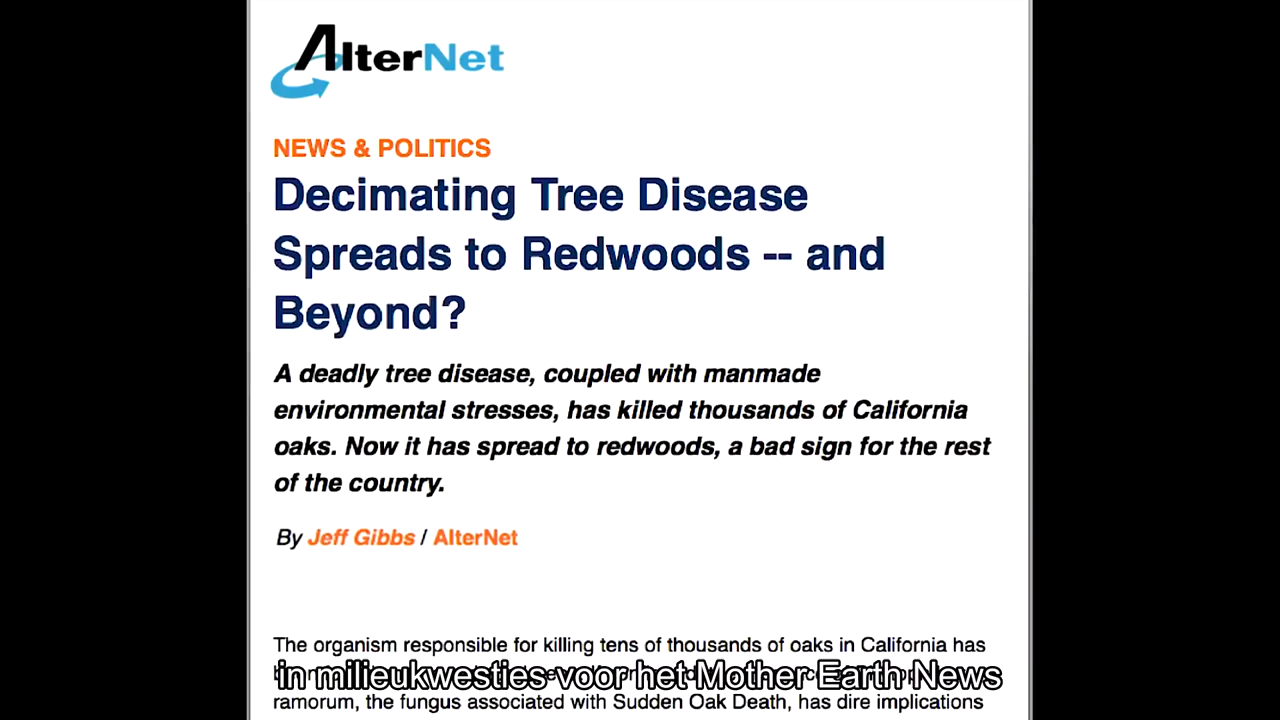 AlterNet
NEWS & POLITICS
Decimating Tree Disease
Spreads to Redwoods -- and
Beyond?
A deadly tree disease, coupled with manmade
environmental stresses, has killed thousands of California
oaks. Now it has spread to redwoods, a bad sign for the rest
of the country.
By Jeff Gibbs / AlterNet
The organism responsible for killing tens of thousands of oaks in California has
in milieukwesties voor het Mother Earth News
ramorum, the fungus associated with Sudden Oak Death, has dire implications